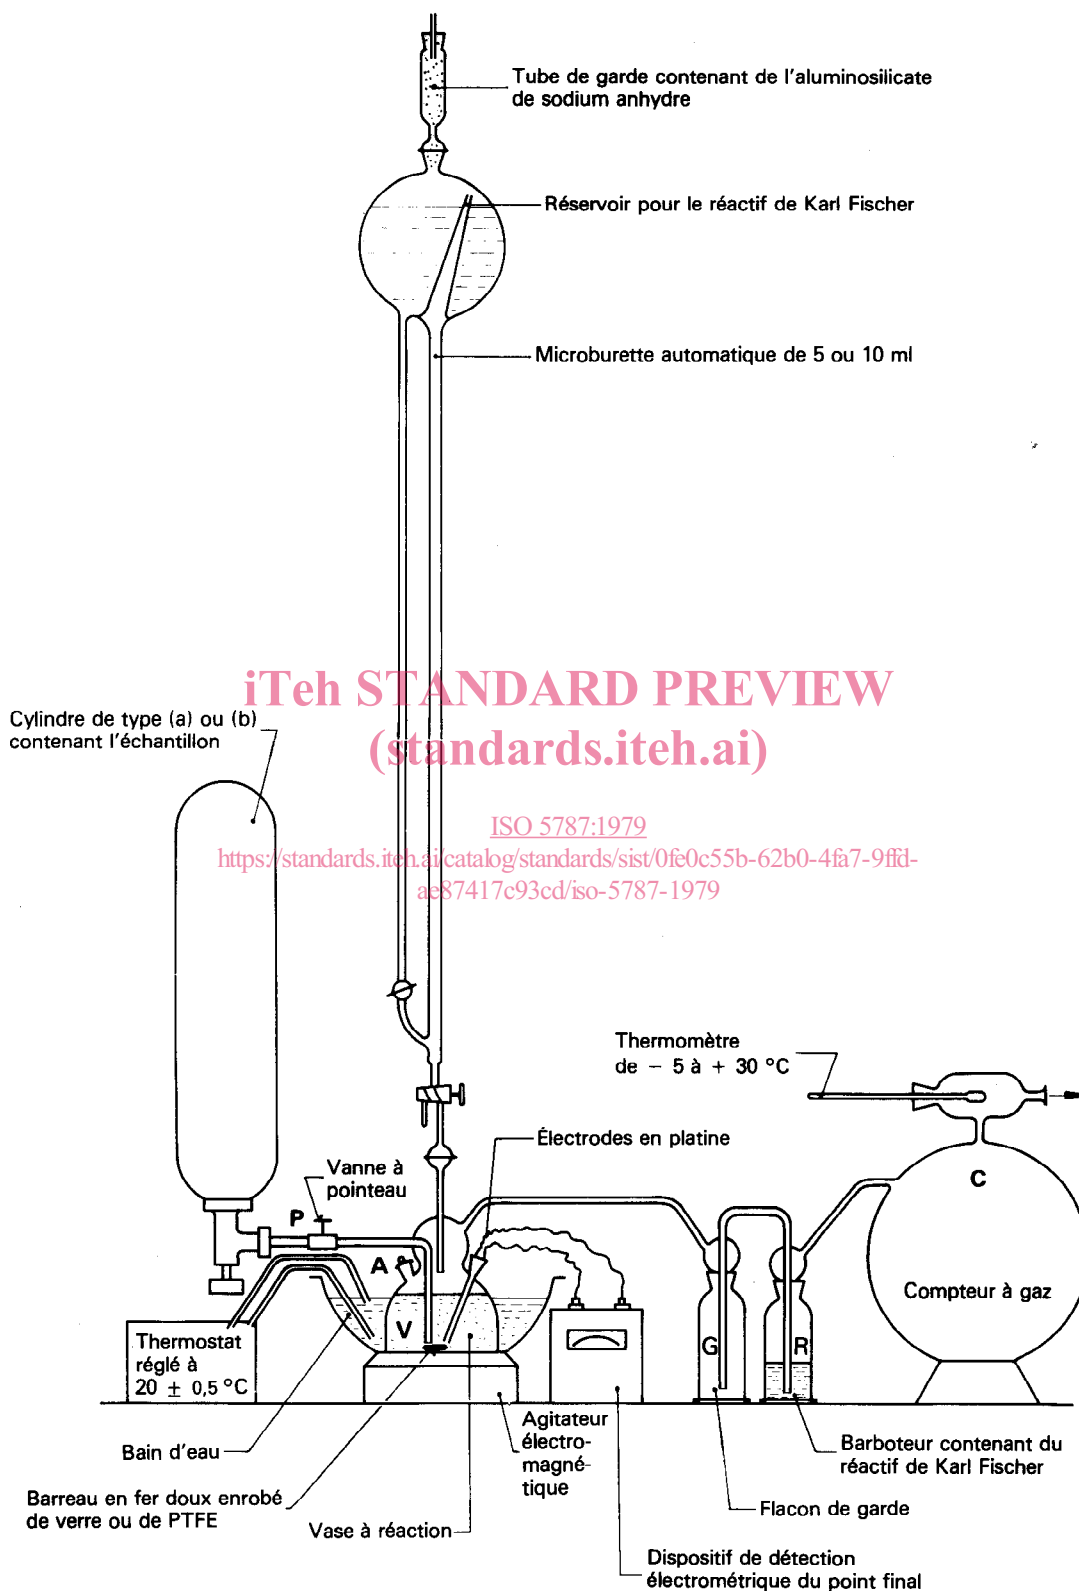 Tube de garde contenant de l'aluminosilicate
de sodium anhydre
Réservoir pour le réactif de Karl Fischer
Microburette automatique de 5 ou 10 ml
iTeh STANDARD PREVIEW
(standards.iteh.ai)
Cylindre de type (a) ou (b)
contenant l'échantillon
ISO 5787:1979
https://standards.iteh.ai/catalog/standards/sist/0fe0c55b-62b0-4fa7-9ffd-
ae87417c93cd/iso-5787-1979
Thermomètre
de − 5 à + 30 °C
Électrodes en platine
Vanne à
pointeau
P
C
A
Compteur à gaz
V
G
R
Thermostat
réglé à
20 ± 0,5 °C
Bain d'eau
Agitateur
électro-
magné-
tique
Barboteur contenant du
réactif de Karl Fischer
Barreau en fer doux enrobé
de verre ou de PTFE
Flacon de garde
Vase à réaction
Dispositif de détection
électrométrique du point final